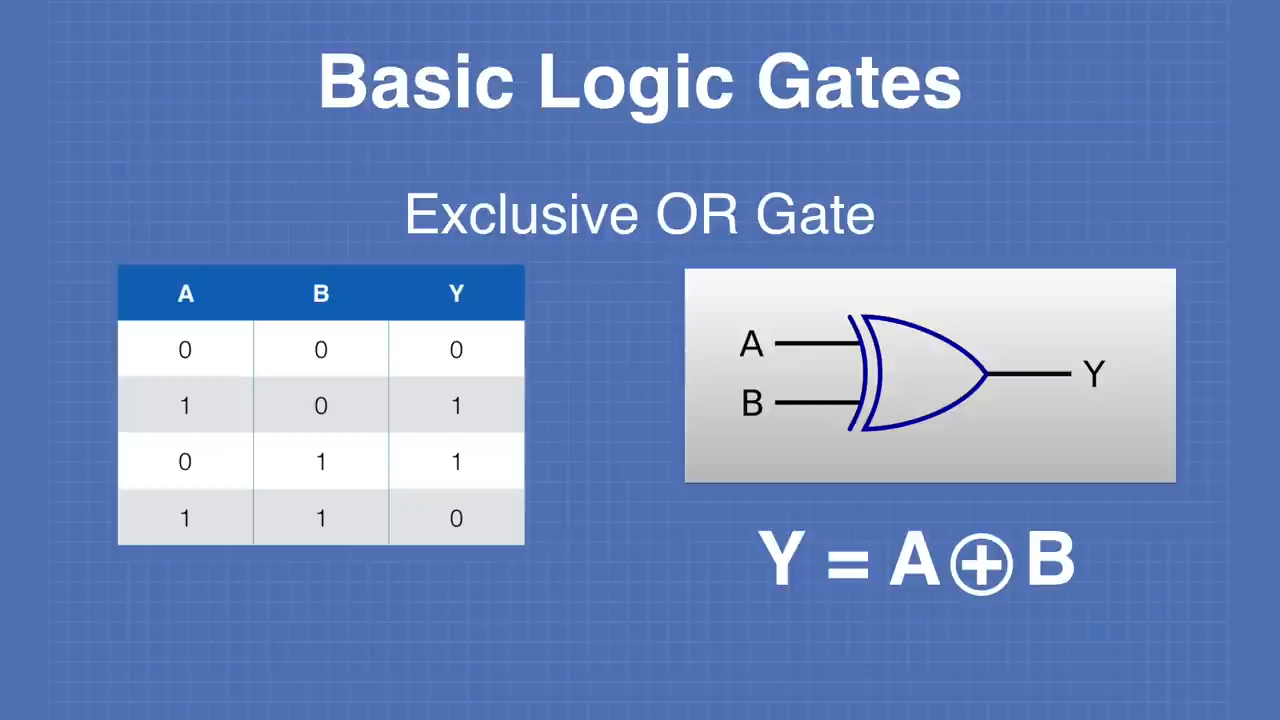 Basic Logic Gates
Exclusive OR Gate
A B Y
0 0 0
1 0 1
0 1 1
1 1 0
A
B
Y
Y = A⊕B